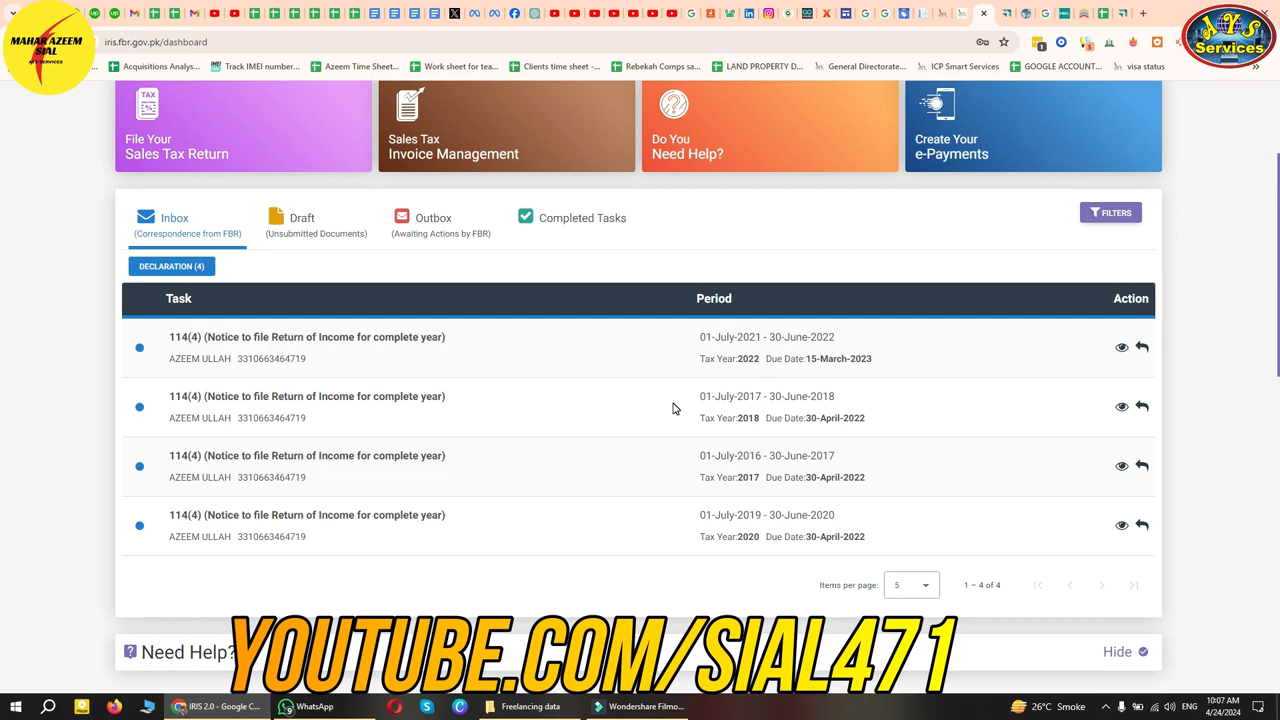 iris.fbr.gov.pk/dashboard
MAHAR AZEEM
SIAL
AYS SERVICES
AYS
Services
Acquisitions Analys...
Track IMEI number...
Azeem Time Sheet...
Work sheet for tea...
Clients time sheet -...
Rebekah Comps sa...
LAND PROPERTY D...
General Directorate...
ICP Smart Services
GOOGLE ACCOUNT...
visa status
TAX
File Your
Sales Tax Return
Sales Tax
Invoice Management
Do You
Need Help?
Create Your
e-Payments
Inbox
(Correspondence from FBR)
Draft
(Unsubmitted Documents)
Outbox
(Awaiting Actions by FBR)
Completed Tasks
FILTERS
DECLARATION (4)
Task Period Action
114(4) (Notice to file Return of Income for complete year) 01-July-2021 - 30-June-2022
AZEEM ULLAH 3310663464719 Tax Year:2022 Due Date:15-March-2023
114(4) (Notice to file Return of Income for complete year) 01-July-2017 - 30-June-2018
AZEEM ULLAH 3310663464719 Tax Year:2018 Due Date:30-April-2022
114(4) (Notice to file Return of Income for complete year) 01-July-2016 - 30-June-2017
AZEEM ULLAH 3310663464719 Tax Year:2017 Due Date:30-April-2022
114(4) (Notice to file Return of Income for complete year) 01-July-2019 - 30-June-2020
AZEEM ULLAH 3310663464719 Tax Year:2020 Due Date:30-April-2022
Items per page: 5 1 – 4 of 4
Need Help? Hide
YOUTUBE.COM/SIAL471
IRIS 2.0 - Google C...
WhatsApp
Freelancing data
Wondershare Filmo...
26°C Smoke
ENG
10:07 AM
4/24/2024